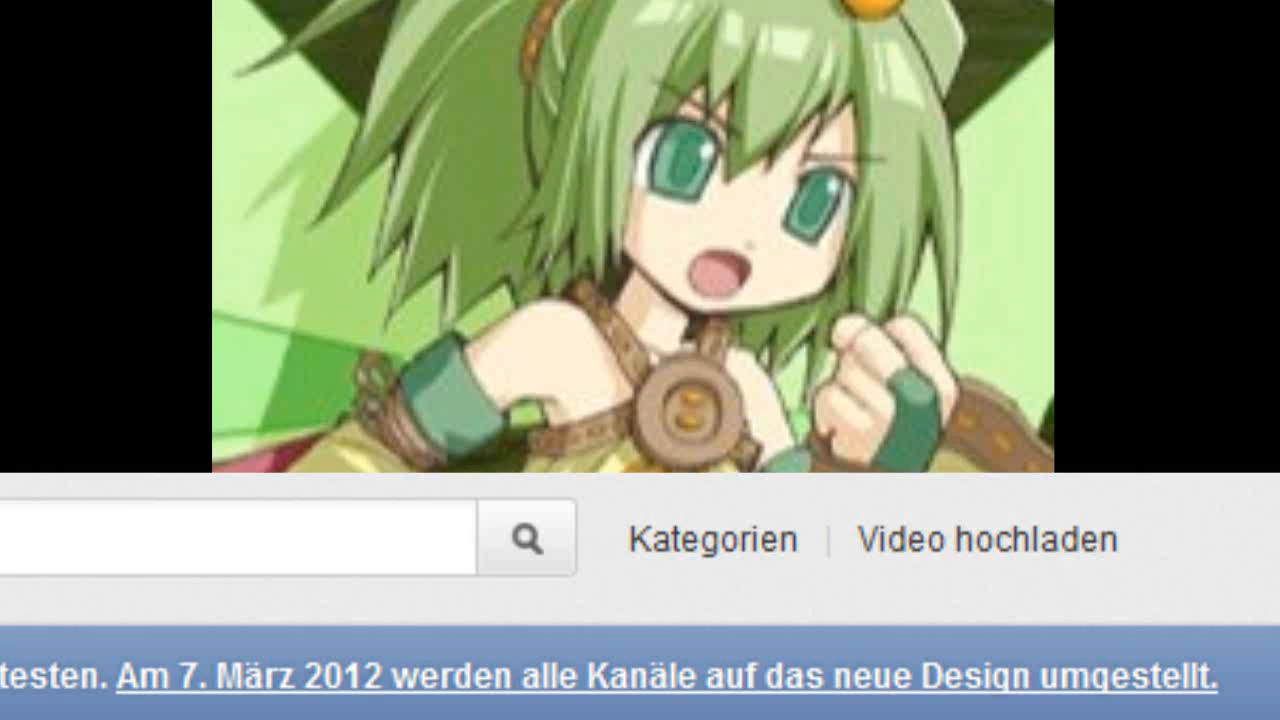 Kategorien | Video hochladen
testen. Am 7. März 2012 werden alle Kanäle auf das neue Design umgestellt.